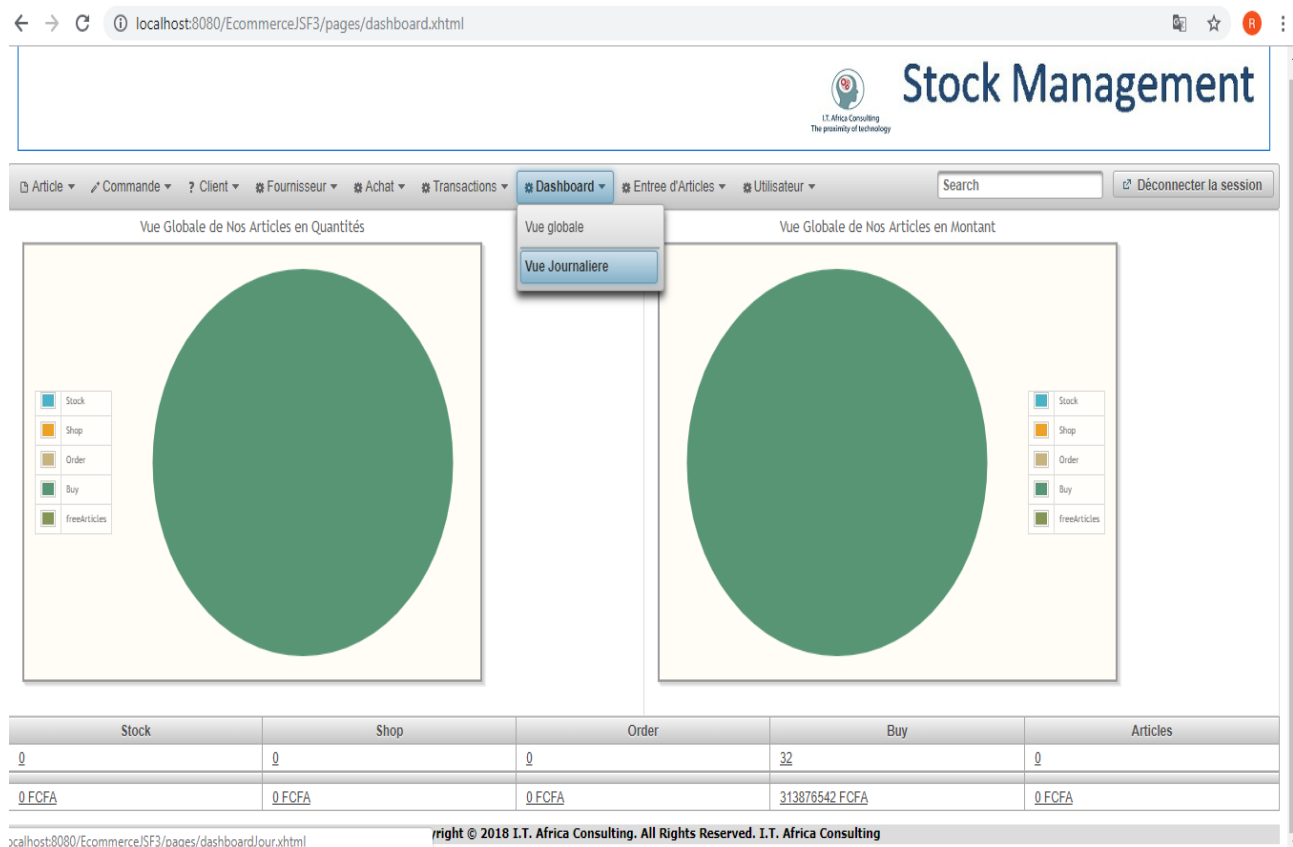 localhost:8080/EcommerceJSF3/pages/dashboard.xhtml
R
I.T. Africa Consulting
The proximity of technology
Stock Management
Article
Commande
? Client
Fournisseur
Achat
Transactions
Dashboard
Entree d'Articles
Utilisateur
Search
Déconnecter la session
Vue globale
Vue Journaliere
Vue Globale de Nos Articles en Quantités
Stock
Shop
Order
Buy
freeArticles
Vue Globale de Nos Articles en Montant
Stock
Shop
Order
Buy
freeArticles
Stock Shop Order Buy Articles
0 0 0 32 0
0 FCFA 0 FCFA 0 FCFA 313876542 FCFA 0 FCFA
yright © 2018 I.T. Africa Consulting. All Rights Reserved. I.T. Africa Consulting
ocalhost:8080/EcommerceJSF3/pages/dashboardJour.xhtml